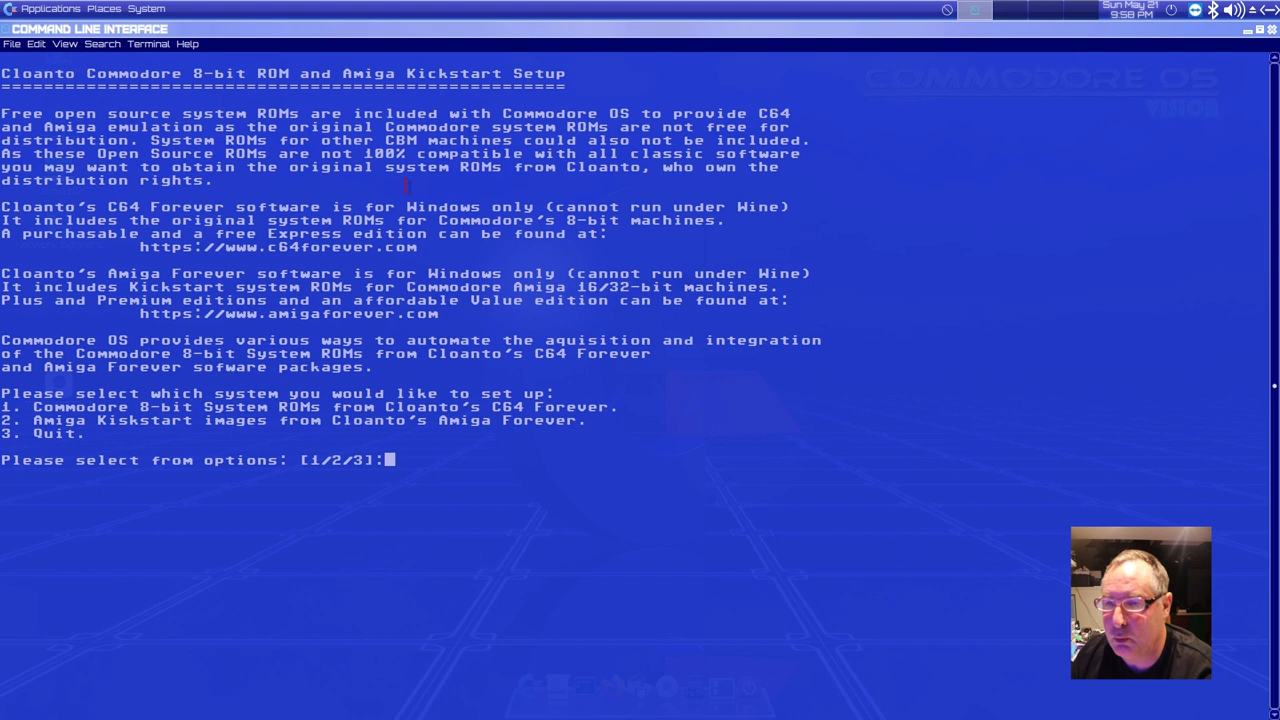 Applications Places System
Sun May 21
9:58 PM
COMMAND LINE INTERFACE
File Edit View Search Terminal Help
COMMODORE OS
VISION
Cloanto Commodore 8-bit ROM and Amiga Kickstart Setup
=====================================================
Free open source system ROMs are included with Commodore OS to provide C64
and Amiga emulation as the original Commodore system ROMs are not free for
distribution. System ROMs for other CBM machines could also not be included.
As these Open Source ROMs are not 100% compatible with all classic software
you may want to obtain the original system ROMs from Cloanto, who own the
distribution rights.
Cloanto's C64 Forever software is for Windows only (cannot run under Wine)
It includes the original system ROMs for Commodore's 8-bit machines.
A purchasable and a free Express edition can be found at:
https://www.c64forever.com
Cloanto's Amiga Forever software is for Windows only (cannot run under Wine)
It includes Kickstart system ROMs for Commodore Amiga 16/32-bit machines.
Plus and Premium editions and an affordable Value edition can be found at:
https://www.amigaforever.com
Commodore OS provides various ways to automate the aquisition and integration
of the Commodore 8-bit System ROMs from Cloanto's C64 Forever
and Amiga Forever sofware packages.
Please select which system you would like to set up:
1. Commodore 8-bit System ROMs from Cloanto's C64 Forever.
2. Amiga Kiskstart images from Cloanto's Amiga Forever.
3. Quit.
Please select from options: [1/2/3]: